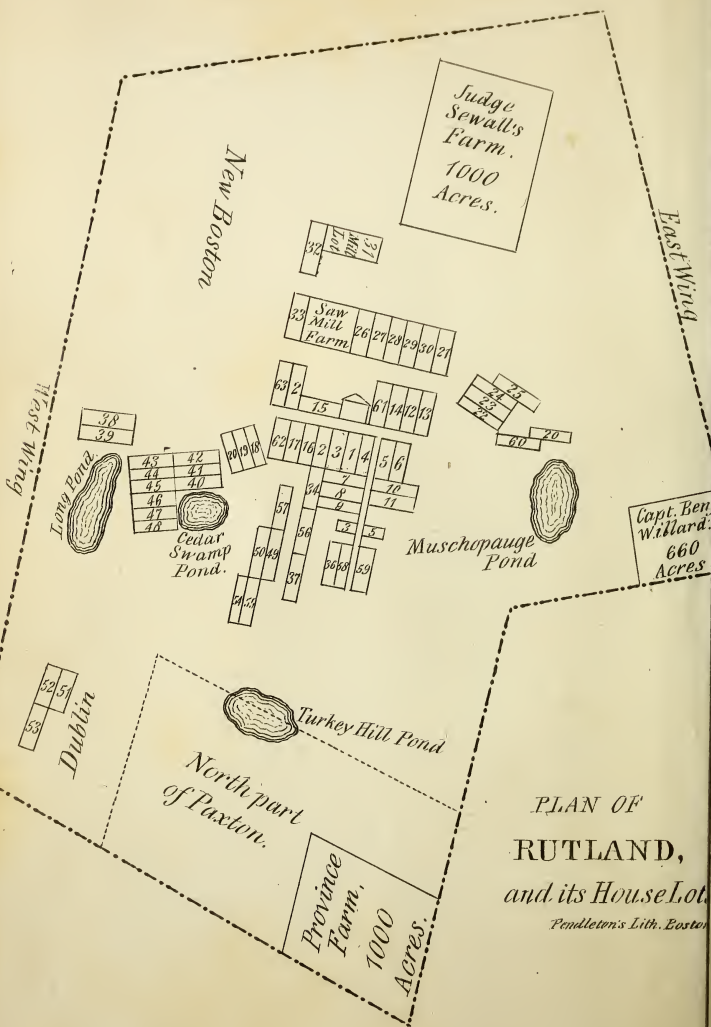 Judge
Sewall's
Farm.
1000
Acres.
New Boston
East Wing
West Wing
32
Mill
Lot
31
33
Saw
Mill
Farm
26 27 28 29 30 21
63 2
15
61 14 12 13
24 25
23
22
60 20
38
39
Long Pond
43 42
44 41
45 40
46
47
48
Cedar
Swamp
Pond.
20 19 18
62 17 16 2 3 1 4 5 6
7
8
9
10
11
34
57
56
3 5
50 49
37
36 58 59
54 55
Muschopauge
Pond
Capt. Ben
Willard
660
Acres
52 51
53
Dublin
Turkey Hill Pond
North part
of Paxton.
Province
Farm.
1000
Acres.
PLAN OF
RUTLAND,
and its House Lot
Pendleton's Lith. Boston